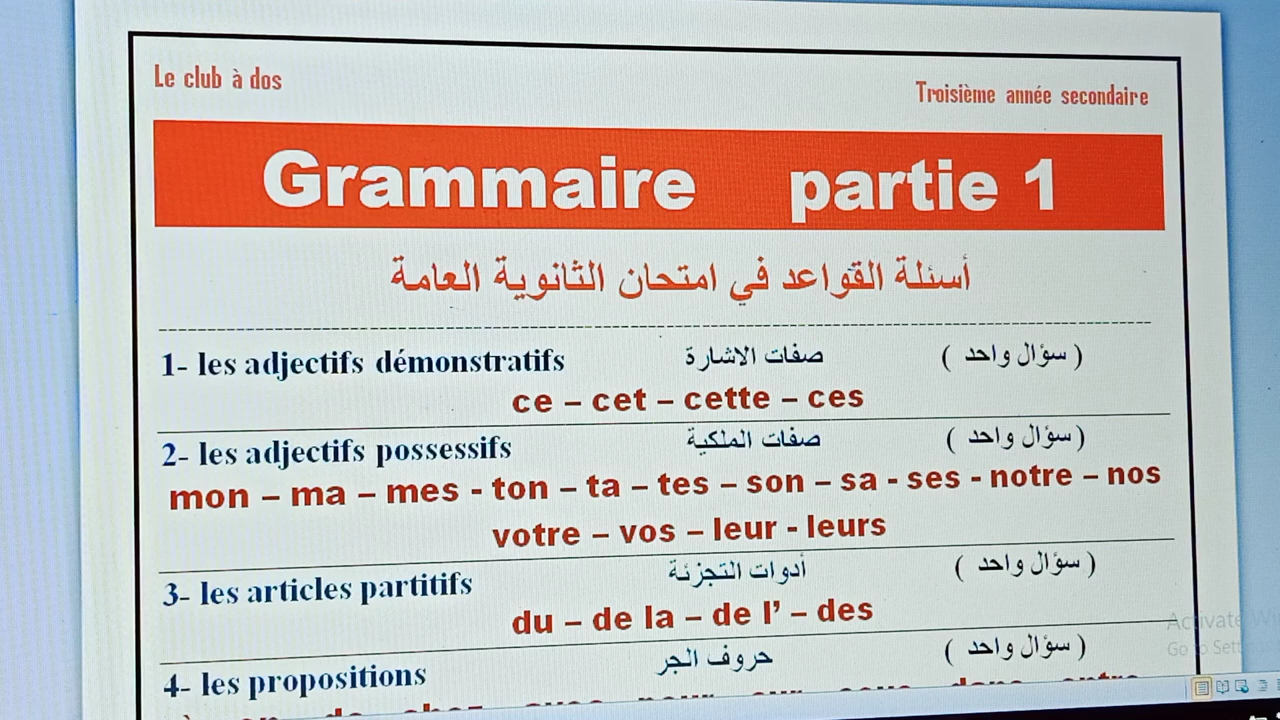 Le club à dos
Troisième année secondaire
Grammaire partie 1
أسئلة القواعد في امتحان الثانوية العامة
1- les adjectifs démonstratifs صفات الاشارة ( سؤال واحد )
ce – cet – cette – ces
2- les adjectifs possessifs صفات الملكية ( سؤال واحد )
mon – ma – mes - ton – ta – tes – son – sa - ses - notre – nos
votre – vos – leur - leurs
3- les articles partitifs أدوات التجزئة ( سؤال واحد )
du – de la – de l’ – des
4- les propositions حروف الجر ( سؤال واحد )
Activate
Go to